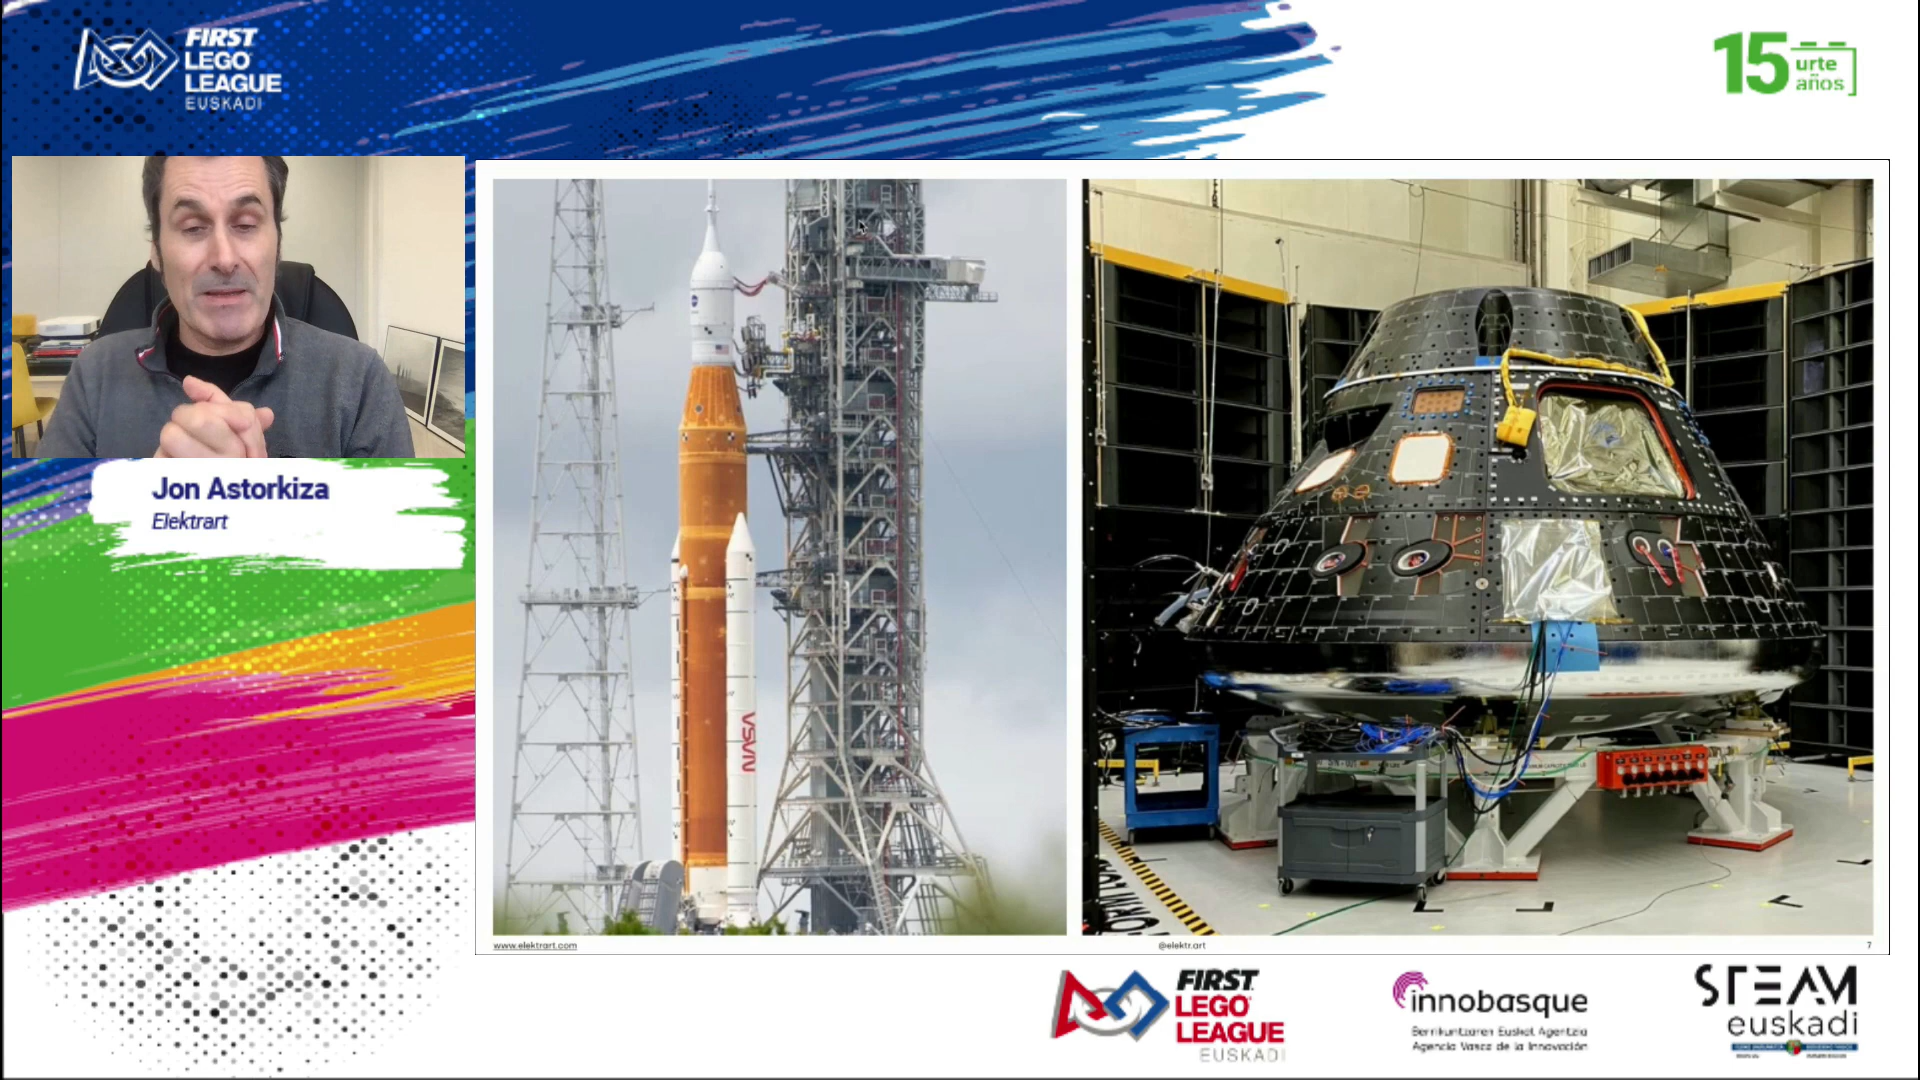 FIRST
LEGO
LEAGUE
EUSKADI
15 urte
años
Jon Astorkiza
Elektrart
NASA
www.elektrart.com
@elektr.art
7
FIRST
LEGO
LEAGUE
EUSKADI
innobasque
Berrikuntzaren Euskal Agentzia
Agencia Vasca de la Innovación
STEAM
euskadi